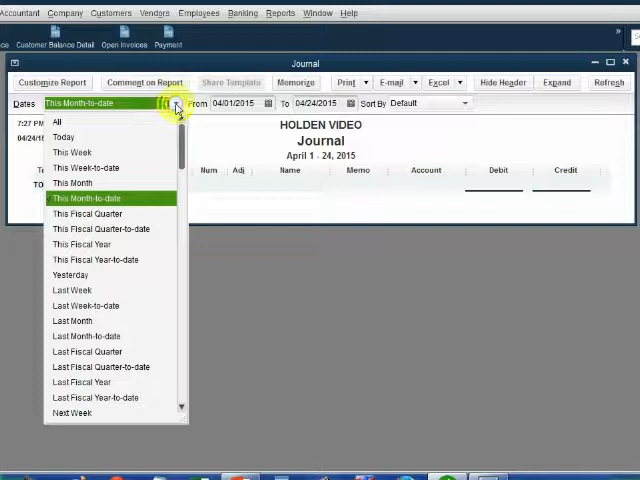 Accountant Company Customers Vendors Employees Banking Reports Window Help
Customer Balance Detail Open Invoices Payment
Journal
Customize Report Comment on Report Share Template Memorize Print E-mail Excel Hide Header Expand Refresh
Dates This Month-to-date From 04/01/2015 To 04/24/2015 Sort By Default
7:27 PM HOLDEN VIDEO
04/24/15 Journal
April 1 - 24, 2015
Num Adj Name Memo Account Debit Credit
All
Today
This Week
This Week-to-date
This Month
This Month-to-date
This Fiscal Quarter
This Fiscal Quarter-to-date
This Fiscal Year
This Fiscal Year-to-date
Yesterday
Last Week
Last Week-to-date
Last Month
Last Month-to-date
Last Fiscal Quarter
Last Fiscal Quarter-to-date
Last Fiscal Year
Last Fiscal Year-to-date
Next Week